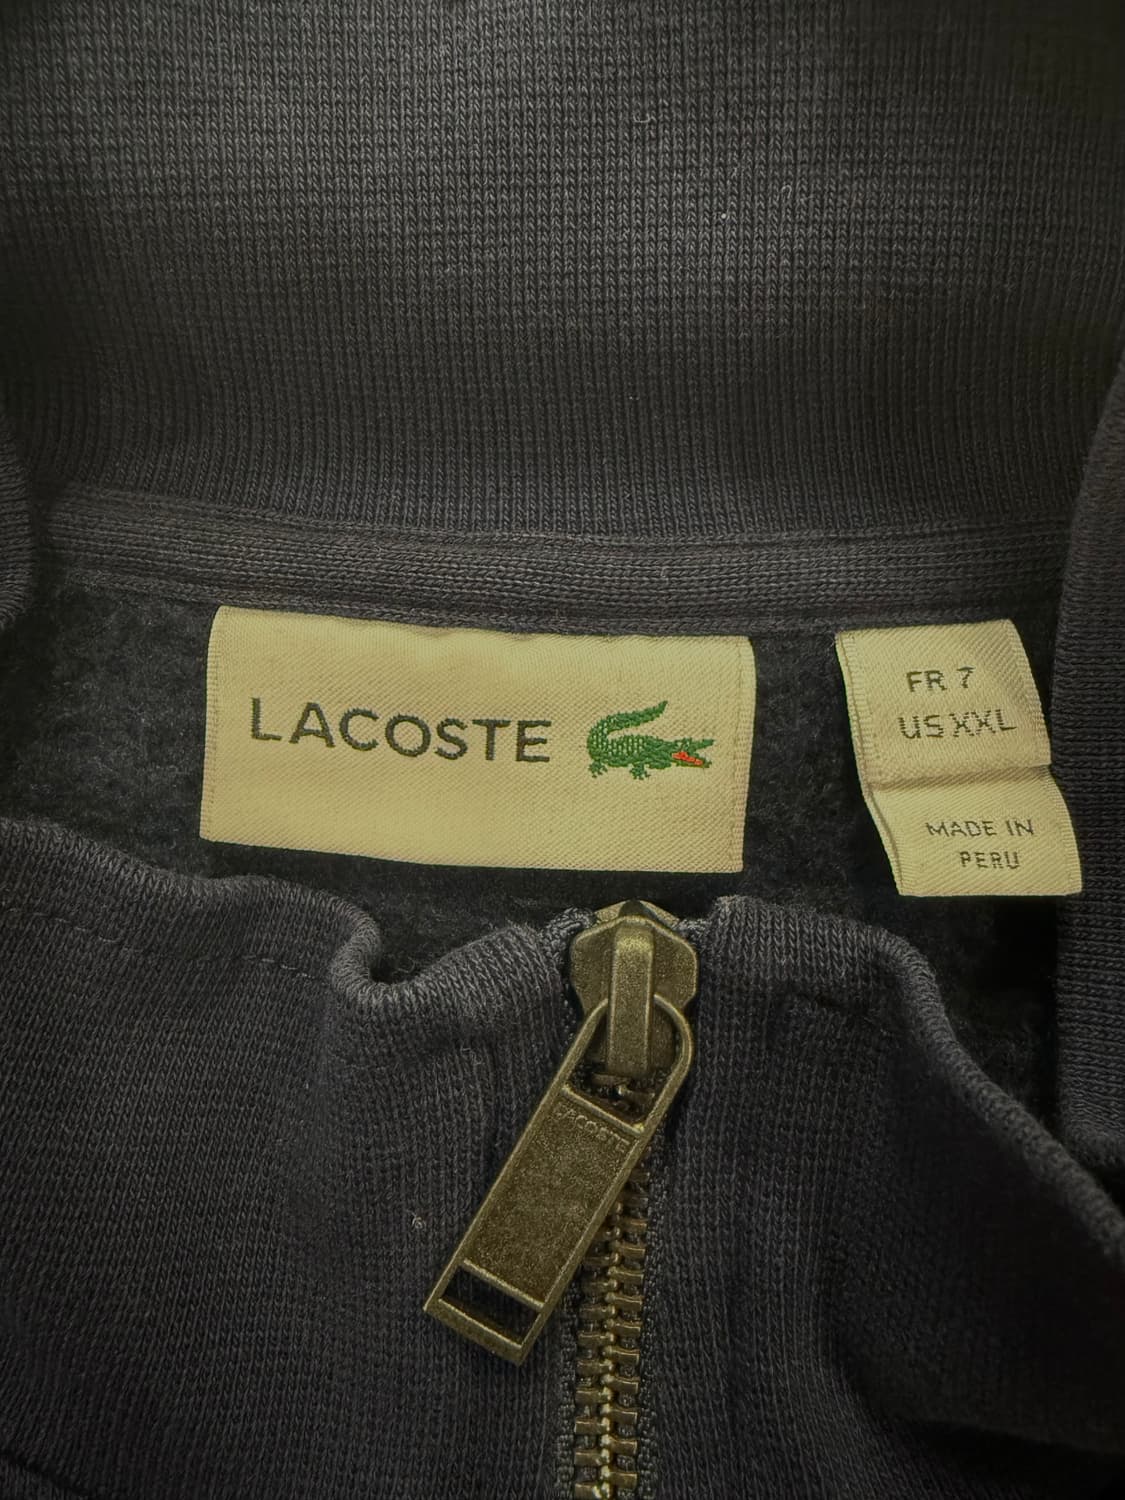 LACOSTE
FR 7
US XXL
MADE IN
PERU
LACOSTE